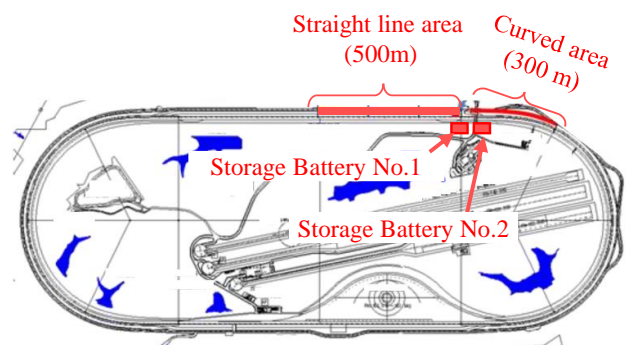 Straight line area
(500m)
Curved area
(300 m)
Storage Battery No.1
Storage Battery No.2